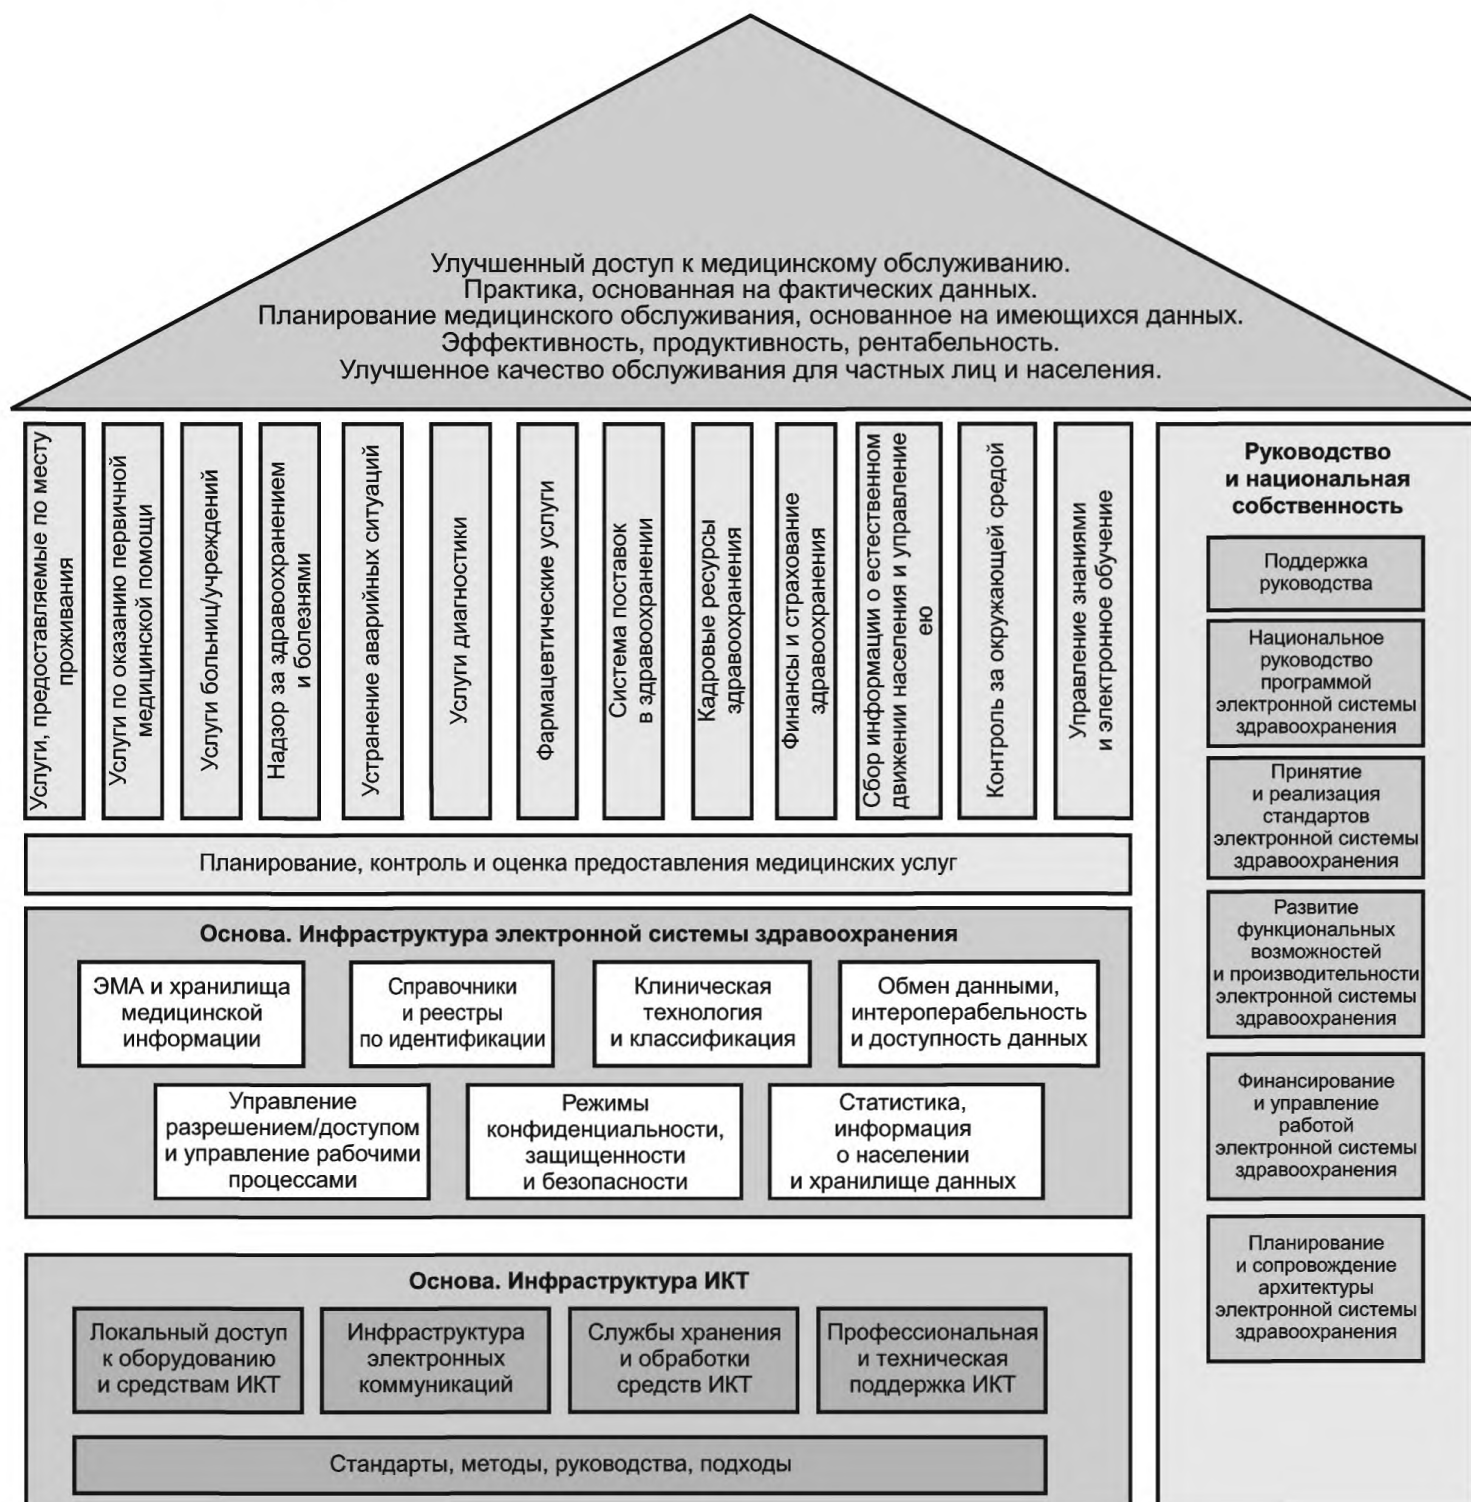 Улучшенный доступ к медицинскому обслуживанию.
Практика, основанная на фактических данных.
Планирование медицинского обслуживания, основанное на имеющихся данных.
Эффективность, продуктивность, рентабельность.
Улучшенное качество обслуживания для частных лиц и населения.
Услуги, предоставляемые по месту
проживания
Услуги по оказанию первичной
медицинской помощи
Услуги больниц/учреждений
Надзор за здравоохранением
и болезнями
Устранение аварийных ситуаций
Услуги диагностики
Фармацевтические услуги
Система поставок
в здравоохранении
Кадровые ресурсы
здравоохранения
Финансы и страхование
здравоохранения
Сбор информации о естественном
движении населения и управление
ею
Контроль за окружающей средой
Управление знаниями
и электронное обучение
Планирование, контроль и оценка предоставления медицинских услуг
Основа. Инфраструктура электронной системы здравоохранения
ЭМА и хранилища
медицинской
информации
Справочники
и реестры
по идентификации
Клиническая
технология
и классификация
Обмен данными,
интероперабельность
и доступность данных
Управление
разрешением/доступом
и управление рабочими
процессами
Режимы
конфиденциальности,
защищенности
и безопасности
Статистика,
информация
о населении
и хранилище данных
Основа. Инфраструктура ИКТ
Локальный доступ
к оборудованию
и средствам ИКТ
Инфраструктура
электронных
коммуникаций
Службы хранения
и обработки
средств ИКТ
Профессиональная
и техническая
поддержка ИКТ
Стандарты, методы, руководства, подходы
Руководство
и национальная
собственность
Поддержка
руководства
Национальное
руководство
программой
электронной системы
здравоохранения
Принятие
и реализация
стандартов
электронной системы
здравоохранения
Развитие
функциональных
возможностей
и производительности
электронной системы
здравоохранения
Финансирование
и управление
работой
электронной системы
здравоохранения
Планирование
и сопровождение
архитектуры
электронной системы
здравоохранения